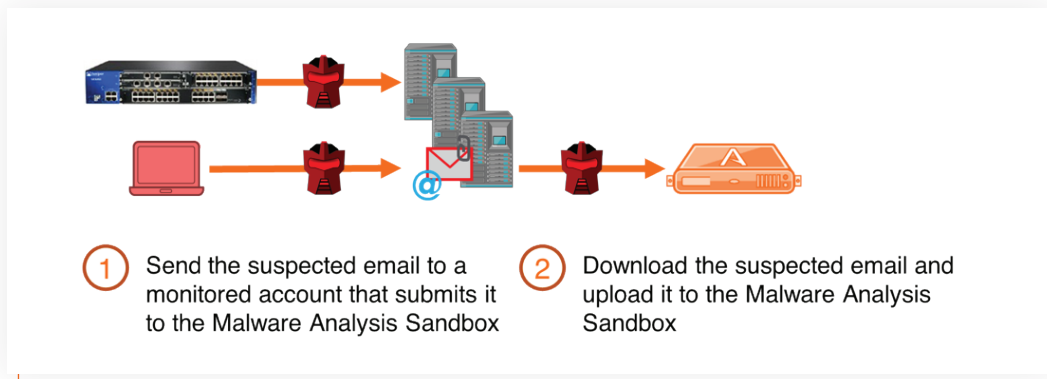 @
1
Send the suspected email to a
monitored account that submits it
to the Malware Analysis Sandbox
2
Download the suspected email and
upload it to the Malware Analysis
Sandbox